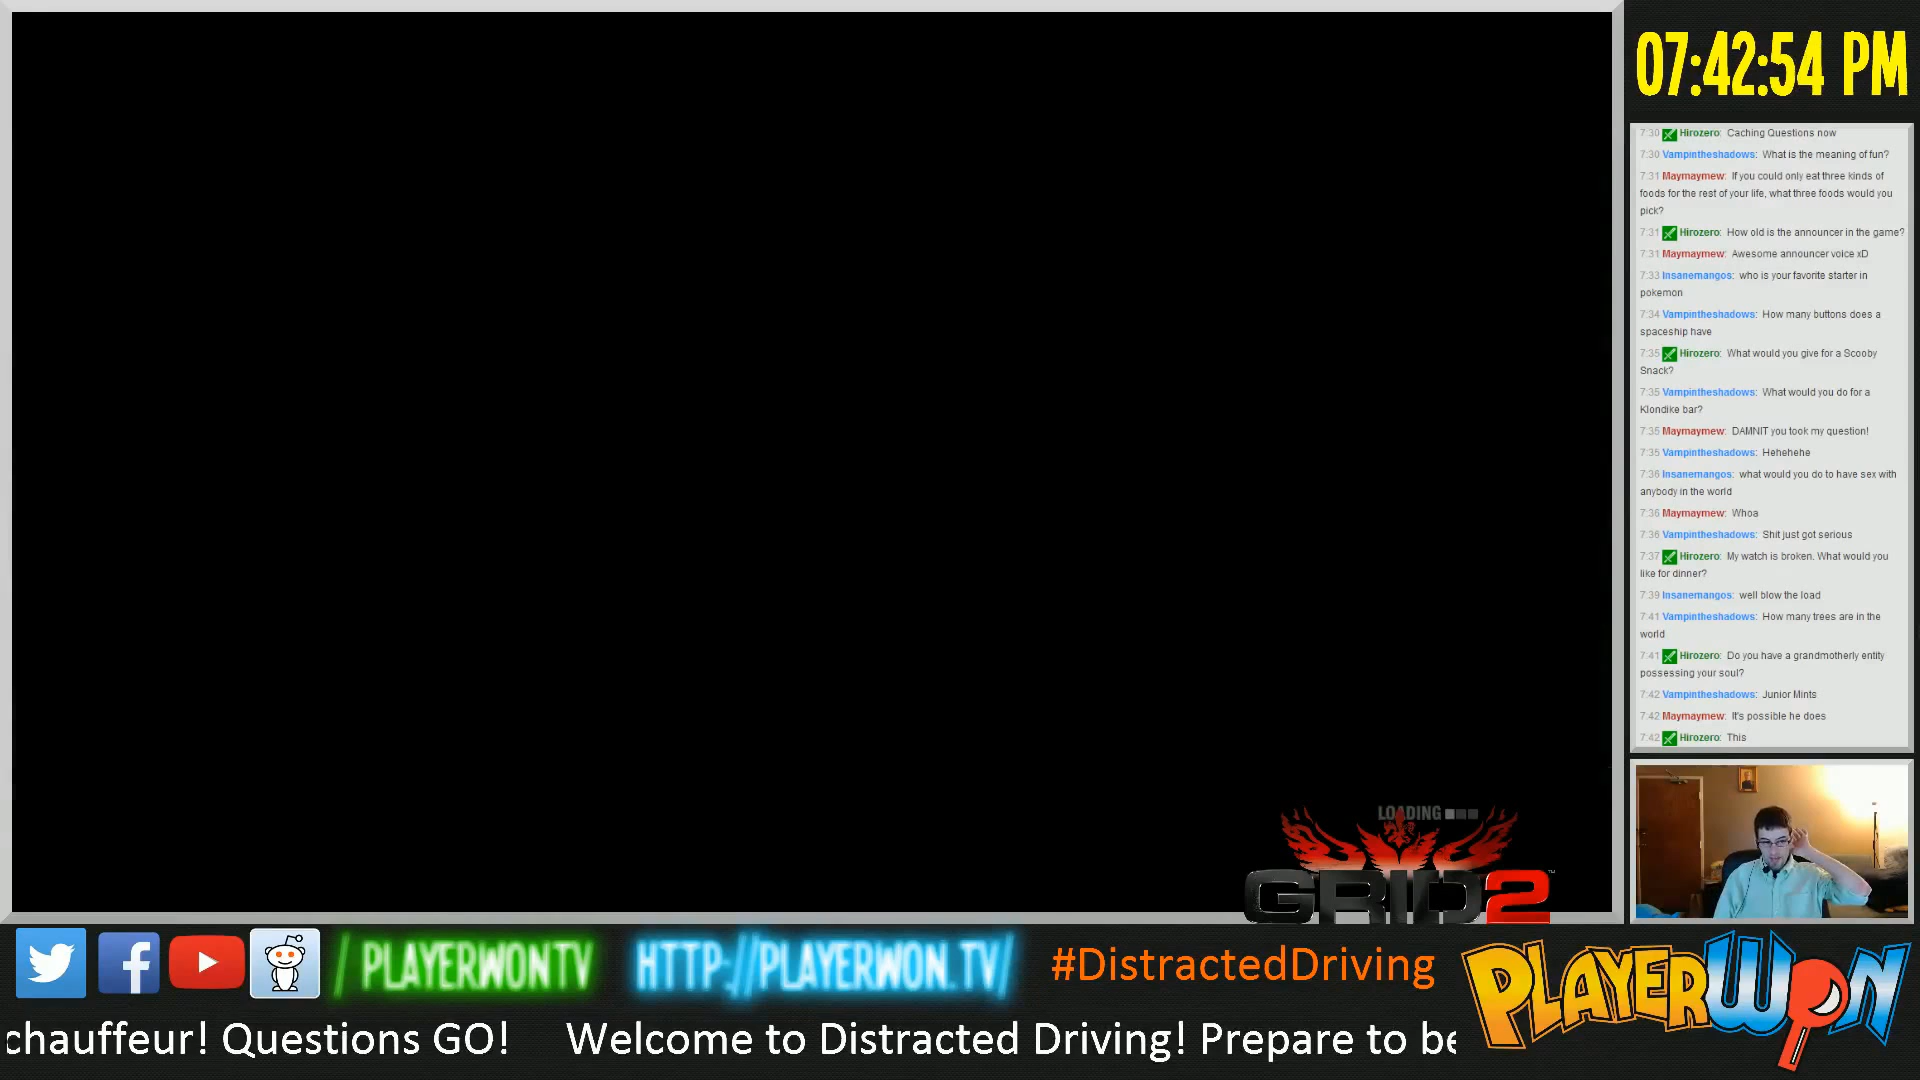 07:42:54 PM
7:30 Hirozero: Caching Questions now
7:30 Vampintheshadows: What is the meaning of fun?
7:31 Maymaymew: If you could only eat three kinds of
foods for the rest of your life, what three foods would you
pick?
7:31 Hirozero: How old is the announcer in the game?
7:31 Maymaymew: Awesome announcer voice xD
7:33 Insanemangos: who is your favorite starter in
pokemon
7:34 Vampintheshadows: How many buttons does a
spaceship have
7:35 Hirozero: What would you give for a Scooby
Snack?
7:35 Vampintheshadows: What would you do for a
Klondike bar?
7:35 Maymaymew: DAMNIT you took my question!
7:35 Vampintheshadows: Hehehehe
7:36 Insanemangos: what would you do to have sex with
anybody in the world
7:36 Maymaymew: Whoa
7:36 Vampintheshadows: Shit just got serious
7:37 Hirozero: My watch is broken. What would you
like for dinner?
7:39 Insanemangos: well blow the load
7:41 Vampintheshadows: How many trees are in the
world
7:41 Hirozero: Do you have a grandmotherly entity
possessing your soul?
7:42 Vampintheshadows: Junior Mints
7:42 Maymaymew: It's possible he does
7:42 Hirozero: This
LOADING
GRID2
/PLAYERWONTV HTTP://PLAYERWON.TV/ #DistractedDriving
PLAYERWON
chauffeur! Questions GO! Welcome to Distracted Driving! Prepare to be